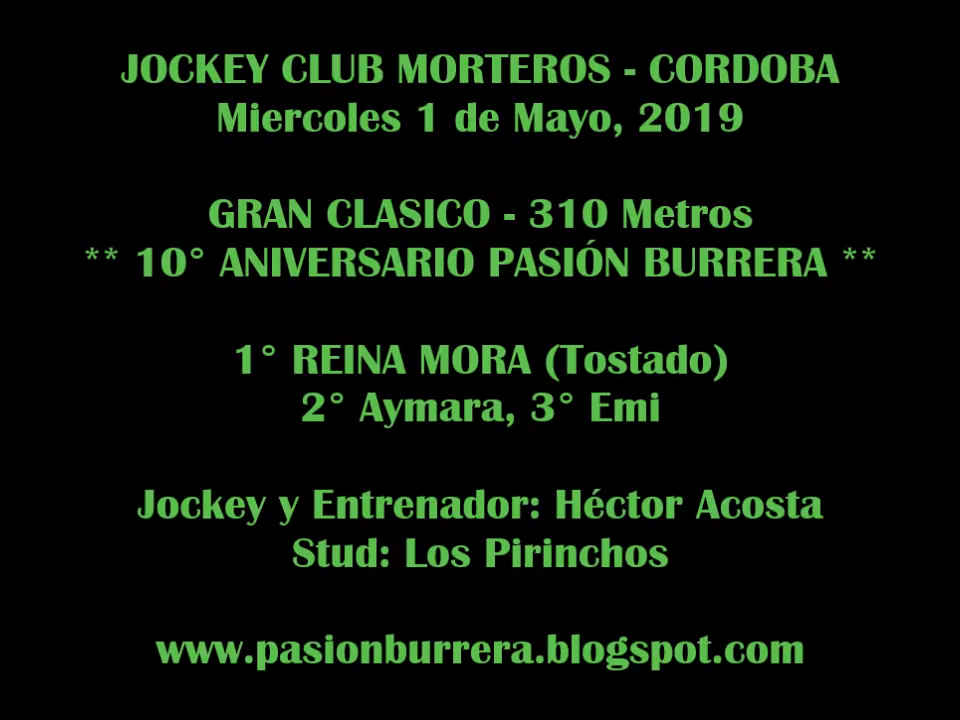 JOCKEY CLUB MORTEROS - CORDOBA
Miercoles 1 de Mayo, 2019
GRAN CLASICO - 310 Metros
** 10° ANIVERSARIO PASIÓN BURRERA **
1° REINA MORA (Tostado)
2° Aymara, 3° Emi
Jockey y Entrenador: Héctor Acosta
Stud: Los Pirinchos
www.pasionburrera.blogspot.com